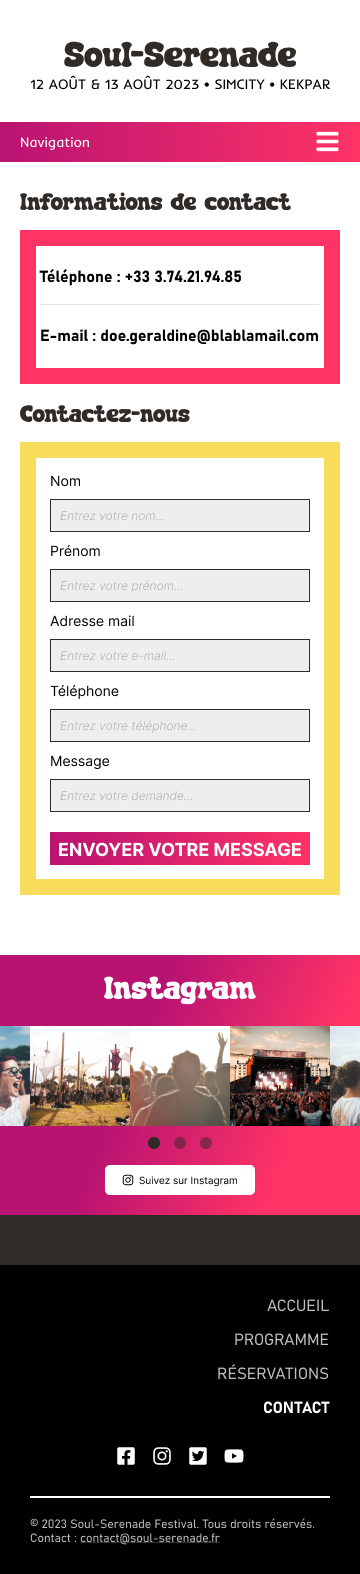 Soul-Serenade
12 AOÛT & 13 AOÛT 2023 • SIMCITY • KEKPAR
Navigation
Informations de contact
Téléphone : +33 3.74.21.94.85
E-mail : doe.geraldine@blablamail.com
Contactez-nous
Nom
Entrez votre nom...
Prénom
Entrez votre prénom...
Adresse mail
Entrez votre e-mail...
Téléphone
Entrez votre téléphone...
Message
Entrez votre demande...
ENVOYER VOTRE MESSAGE
Instagram
Suivez sur Instagram
ACCUEIL
PROGRAMME
RÉSERVATIONS
CONTACT
© 2023 Soul-Serenade Festival. Tous droits réservés.
Contact : contact@soul-serenade.fr